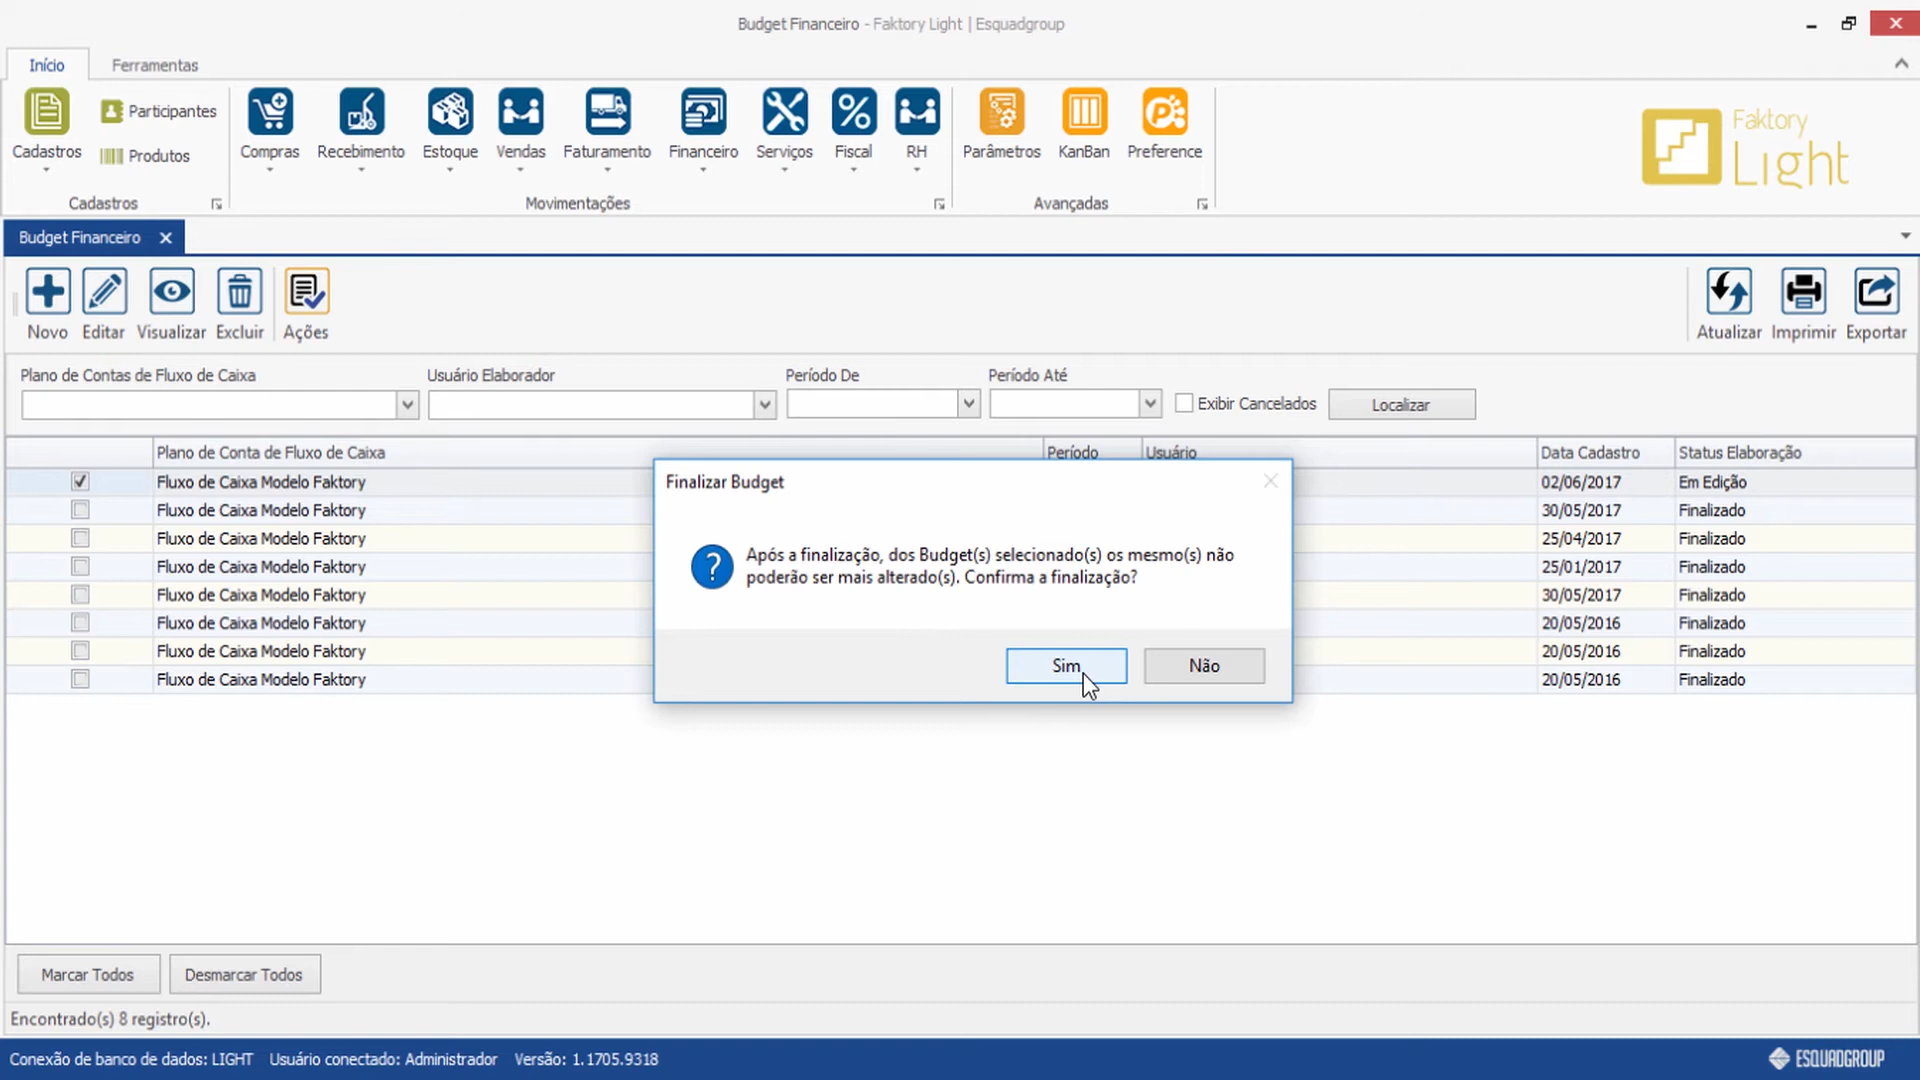 Budget Financeiro - Faktory Light | Esquadgroup
Início Ferramentas
Cadastros
Participantes
Produtos
Compras Recebimento Estoque Vendas Faturamento Financeiro Serviços Fiscal RH
Parâmetros KanBan Preference
Cadastros Movimentações Avançadas
Faktory
Light
Budget Financeiro
Novo Editar Visualizar Excluir Ações Atualizar Imprimir Exportar
Plano de Contas de Fluxo de Caixa Usuário Elaborador Período De Período Até
Exibir Cancelados Localizar
Plano de Conta de Fluxo de Caixa Período Usuário Data Cadastro Status Elaboração
Fluxo de Caixa Modelo Faktory 02/06/2017 Em Edição
Fluxo de Caixa Modelo Faktory 30/05/2017 Finalizado
Fluxo de Caixa Modelo Faktory 25/04/2017 Finalizado
Fluxo de Caixa Modelo Faktory 25/01/2017 Finalizado
Fluxo de Caixa Modelo Faktory 30/05/2017 Finalizado
Fluxo de Caixa Modelo Faktory 20/05/2016 Finalizado
Fluxo de Caixa Modelo Faktory 20/05/2016 Finalizado
Fluxo de Caixa Modelo Faktory 20/05/2016 Finalizado
Finalizar Budget
Após a finalização, dos Budget(s) selecionado(s) os mesmo(s) não
poderão ser mais alterado(s). Confirma a finalização?
Sim Não
Marcar Todos Desmarcar Todos
Encontrado(s) 8 registro(s).
Conexão de banco de dados: LIGHT Usuário conectado: Administrador Versão: 1.1705.9318
ESQUADGROUP